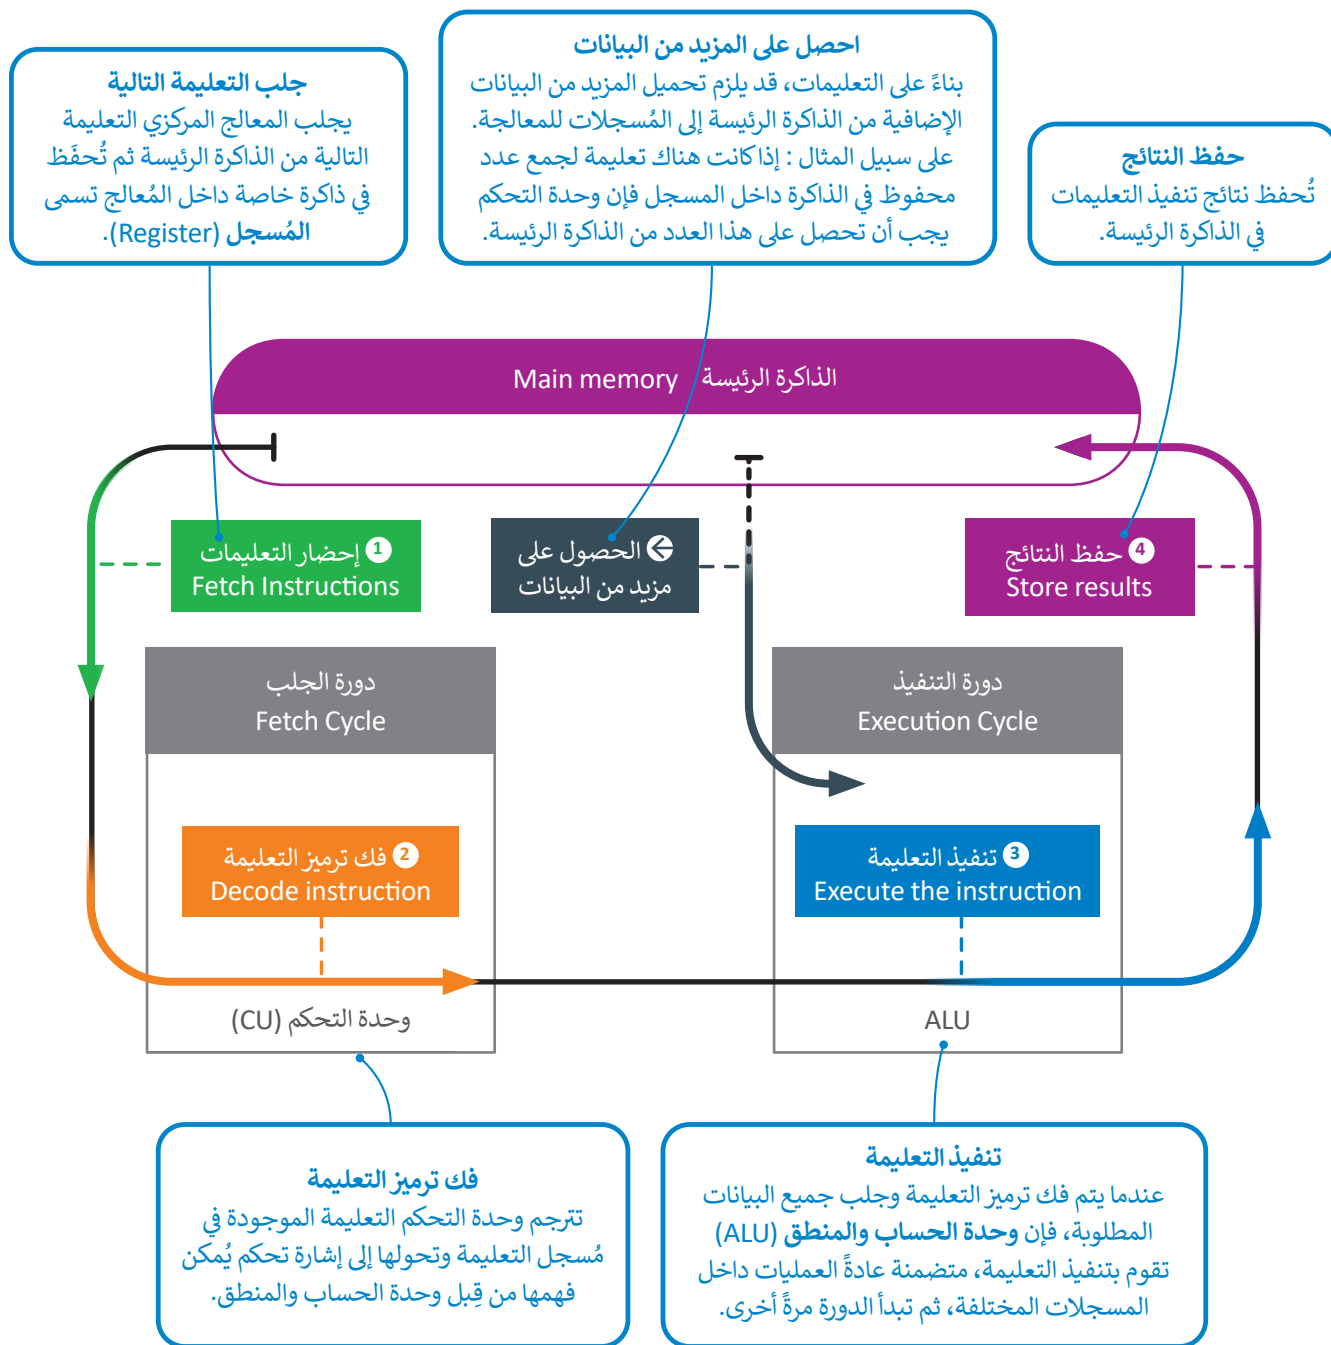 جلب التعليمة التالية
يجلب المعالج المركزي التعليمة
التالية من الذاكرة الرئيسة ثم تُحفَظ
في ذاكرة خاصة داخل المُعالج تسمى
المُسجل (Register).
احصل على المزيد من البيانات
بناءً على التعليمات، قد يلزم تحميل المزيد من البيانات
الإضافية من الذاكرة الرئيسة إلى المُسجلات للمعالجة.
على سبيل المثال : إذا كانت هناك تعليمة لجمع عدد
محفوظ في الذاكرة داخل المسجل فإن وحدة التحكم
يجب أن تحصل على هذا العدد من الذاكرة الرئيسة.
حفظ النتائج
تُحفظ نتائج تنفيذ التعليمات
في الذاكرة الرئيسة.
الذاكرة الرئيسة Main memory
1 إحضار التعليمات
Fetch Instructions
الحصول على
مزيد من البيانات
4 حفظ النتائج
Store results
دورة الجلب
Fetch Cycle
دورة التنفيذ
Execution Cycle
2 فك ترميز التعليمة
Decode instruction
3 تنفيذ التعليمة
Execute the instruction
وحدة التحكم (CU)
ALU
فك ترميز التعليمة
تترجم وحدة التحكم التعليمة الموجودة في
مُسجل التعليمة وتحولها إلى إشارة تحكم يُمكن
فهمها من قِبل وحدة الحساب والمنطق.
تنفيذ التعليمة
عندما يتم فك ترميز التعليمة وجلب جميع البيانات
المطلوبة، فإن وحدة الحساب والمنطق (ALU)
تقوم بتنفيذ التعليمة، متضمنة عادةً العمليات داخل
المسجلات المختلفة، ثم تبدأ الدورة مرةً أخرى.